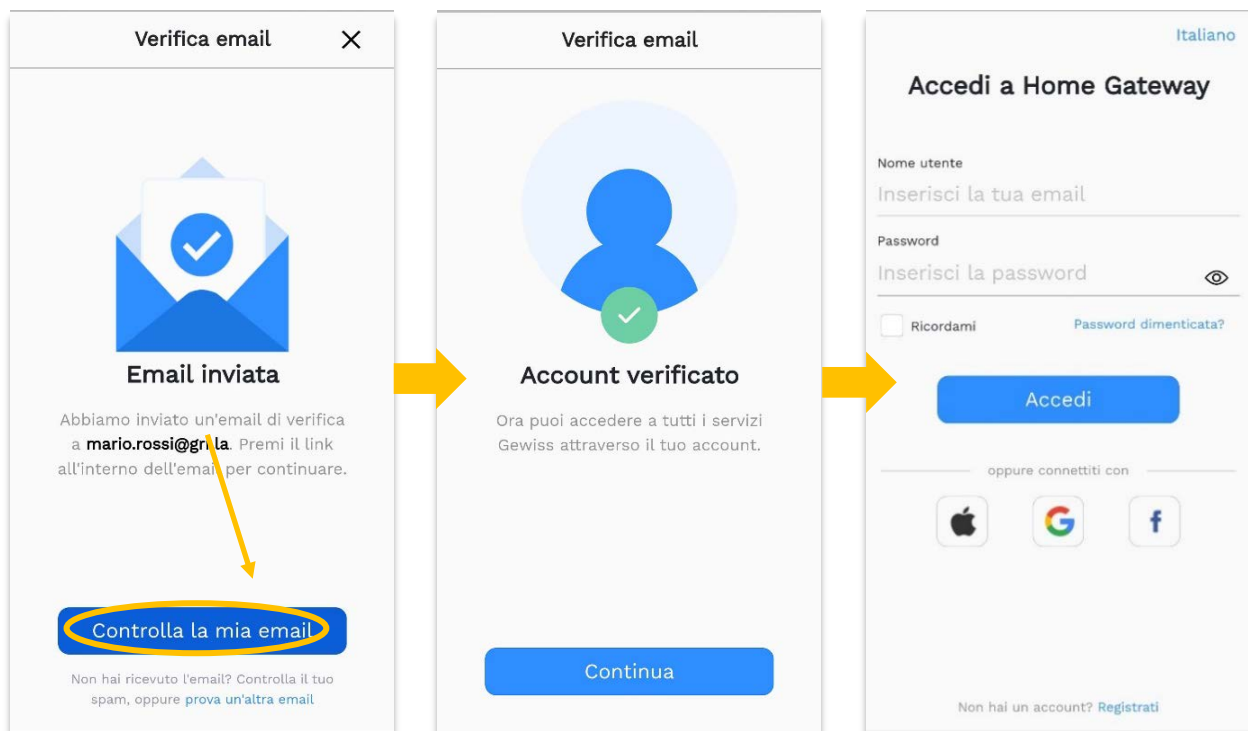 Verifica email
Email inviata
Abbiamo inviato un'email di verifica
a mario.rossi@ . Premi il link
all'interno dell'email per continuare.
Controlla la mia email
Non hai ricevuto l'email? Controlla il tuo
spam, oppure prova un'altra email
Verifica email
Account verificato
Ora puoi accedere a tutti i servizi
Gewiss attraverso il tuo account.
Continua
Italiano
Accedi a Home Gateway
Nome utente
Inserisci la tua email
Password
Inserisci la password
Ricordami
Password dimenticata?
Accedi
oppure connettiti con
Non hai un account? Registrati